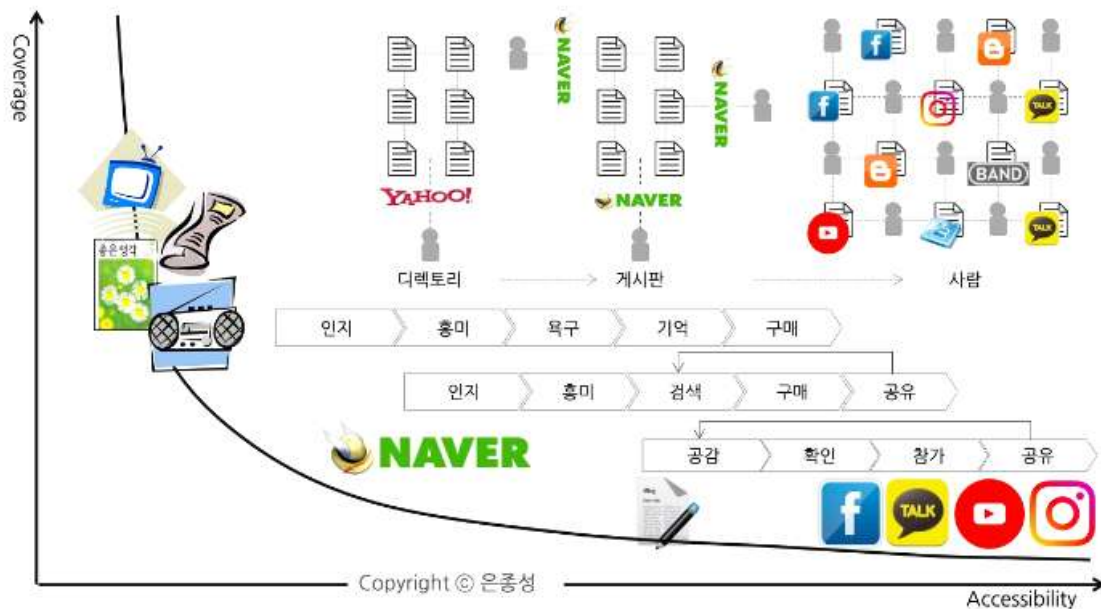 Coverage
NAVER
NAVER
YAHOO!
NAVER
TALK
BAND
TALK
좋은생각
디렉토리
게시판
사람
인지 흥미 욕구 기억 구매
인지 흥미 검색 구매 공유
NAVER
공감 확인 참가 공유
Blog
TALK
Copyright ⓒ 은종성
Accessibility